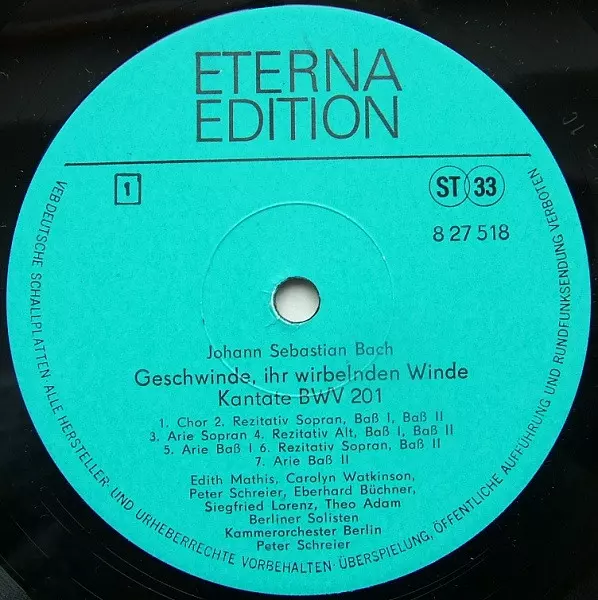 ETERNA
EDITION
1
ST 33
8 27 518
Johann Sebastian Bach
Geschwinde, ihr wirbelnden Winde
Kantate BWV 201
1. Chor 2. Rezitativ Sopran, Baß I, Baß II
3. Arie Sopran 4. Rezitativ Alt, Baß I, Baß II
5. Arie Baß I 6. Rezitativ Sopran, Baß II
7. Arie Baß II
Edith Mathis, Carolyn Watkinson,
Peter Schreier, Eberhard Büchner,
Siegfried Lorenz, Theo Adam
Berliner Solisten
Kammerorchester Berlin
Peter Schreier
VEB DEUTSCHE SCHALLPLATTEN · ALLE HERSTELLER- UND URHEBERRECHTE VORBEHALTEN · ÜBERSPIELUNG, ÖFFENTLICHE AUFFÜHRUNG UND RUNDFUNKSENDUNG VERBOTEN